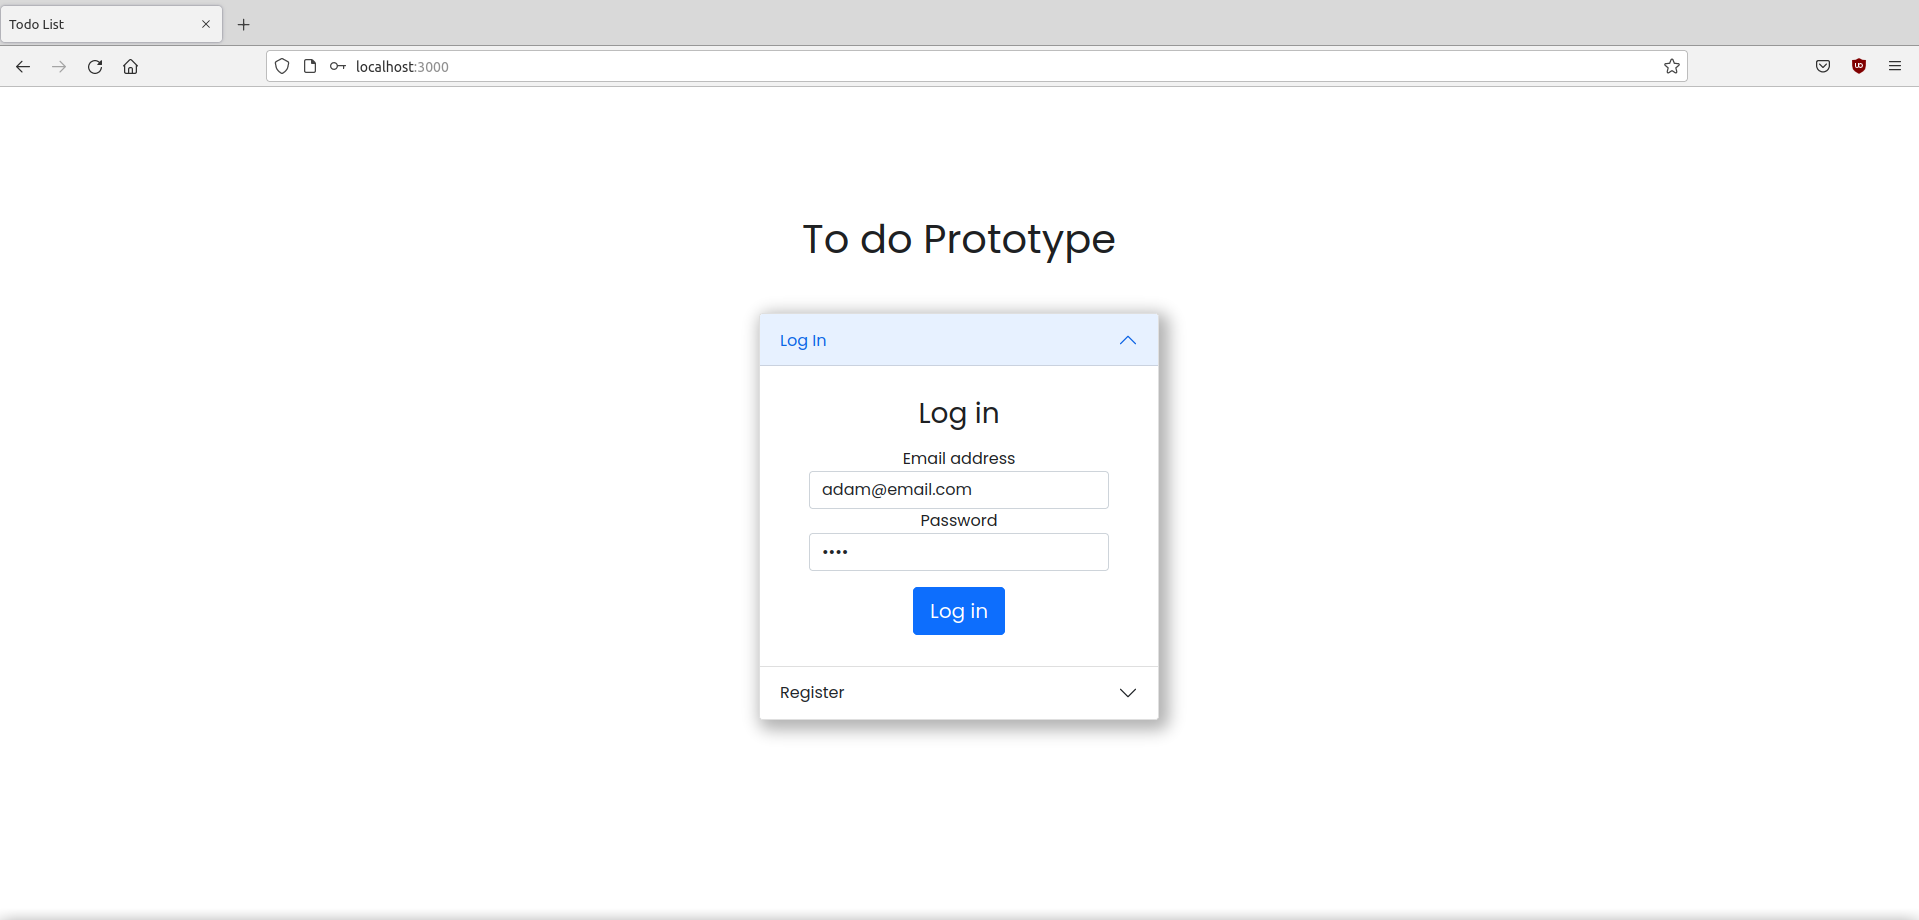 Todo List
localhost:3000
To do Prototype
Log In
Log in
Email address
adam@email.com
Password
••••
Log in
Register